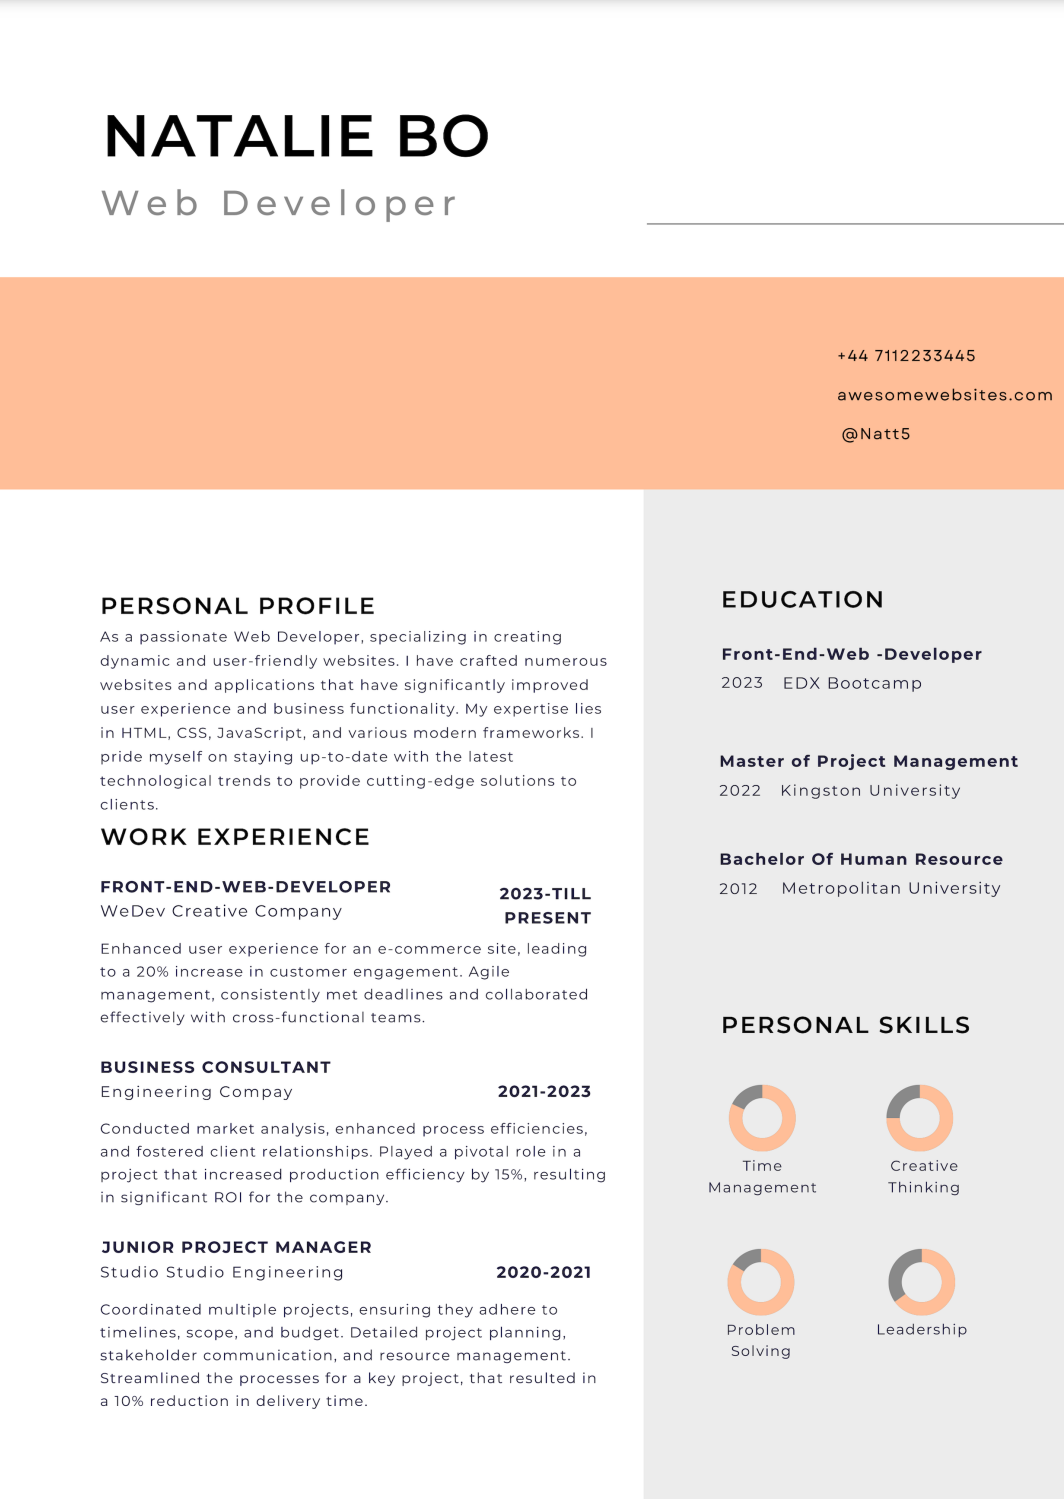 NATALIE BO
Web Developer
+44 7112233445
awesomewebsites.com
@Natt5
PERSONAL PROFILE
As a passionate Web Developer, specializing in creating
dynamic and user-friendly websites. I have crafted numerous
websites and applications that have significantly improved
user experience and business functionality. My expertise lies
in HTML, CSS, JavaScript, and various modern frameworks. I
pride myself on staying up-to-date with the latest
technological trends to provide cutting-edge solutions to
clients.
WORK EXPERIENCE
FRONT-END-WEB-DEVELOPER
WeDev Creative Company
2023-TILL
PRESENT
Enhanced user experience for an e-commerce site, leading
to a 20% increase in customer engagement. Agile
management, consistently met deadlines and collaborated
effectively with cross-functional teams.
BUSINESS CONSULTANT
Engineering Compay
2021-2023
Conducted market analysis, enhanced process efficiencies,
and fostered client relationships. Played a pivotal role in a
project that increased production efficiency by 15%, resulting
in significant ROI for the company.
JUNIOR PROJECT MANAGER
Studio Studio Engineering
2020-2021
Coordinated multiple projects, ensuring they adhere to
timelines, scope, and budget. Detailed project planning,
stakeholder communication, and resource management.
Streamlined the processes for a key project, that resulted in
a 10% reduction in delivery time.
EDUCATION
Front-End-Web -Developer
2023 EDX Bootcamp
Master of Project Management
2022 Kingston University
Bachelor Of Human Resource
2012 Metropolitan University
PERSONAL SKILLS
Time
Management
Creative
Thinking
Problem
Solving
Leadership